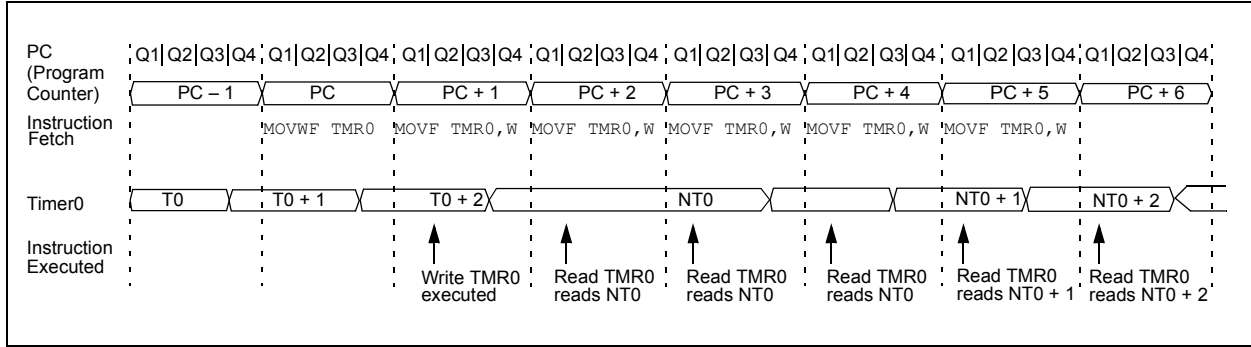 PC (Program Counter)
Q1 Q2 Q3 Q4 Q1 Q2 Q3 Q4 Q1 Q2 Q3 Q4 Q1 Q2 Q3 Q4 Q1 Q2 Q3 Q4 Q1 Q2 Q3 Q4 Q1 Q2 Q3 Q4 Q1 Q2 Q3 Q4
PC – 1 PC PC + 1 PC + 2 PC + 3 PC + 4 PC + 5 PC + 6
Instruction Fetch
MOVWF TMR0 MOVF TMR0,W MOVF TMR0,W MOVF TMR0,W MOVF TMR0,W MOVF TMR0,W
Timer0 T0 T0 + 1 T0 + 2 NT0 NT0 + 1 NT0 + 2
Instruction Executed
Write TMR0 executed
Read TMR0 reads NT0
Read TMR0 reads NT0
Read TMR0 reads NT0
Read TMR0 reads NT0 + 1
Read TMR0 reads NT0 + 2